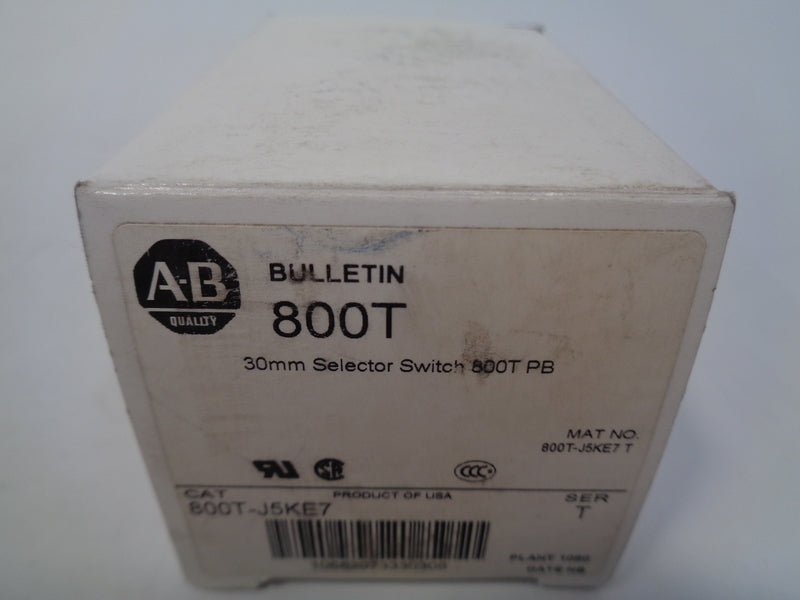 A-B
QUALITY
BULLETIN
800T
30mm Selector Switch 800T PB
MAT NO.
800T-J5KE7 T
CAT
PRODUCT OF USA
SER
800T-J5KE7
T